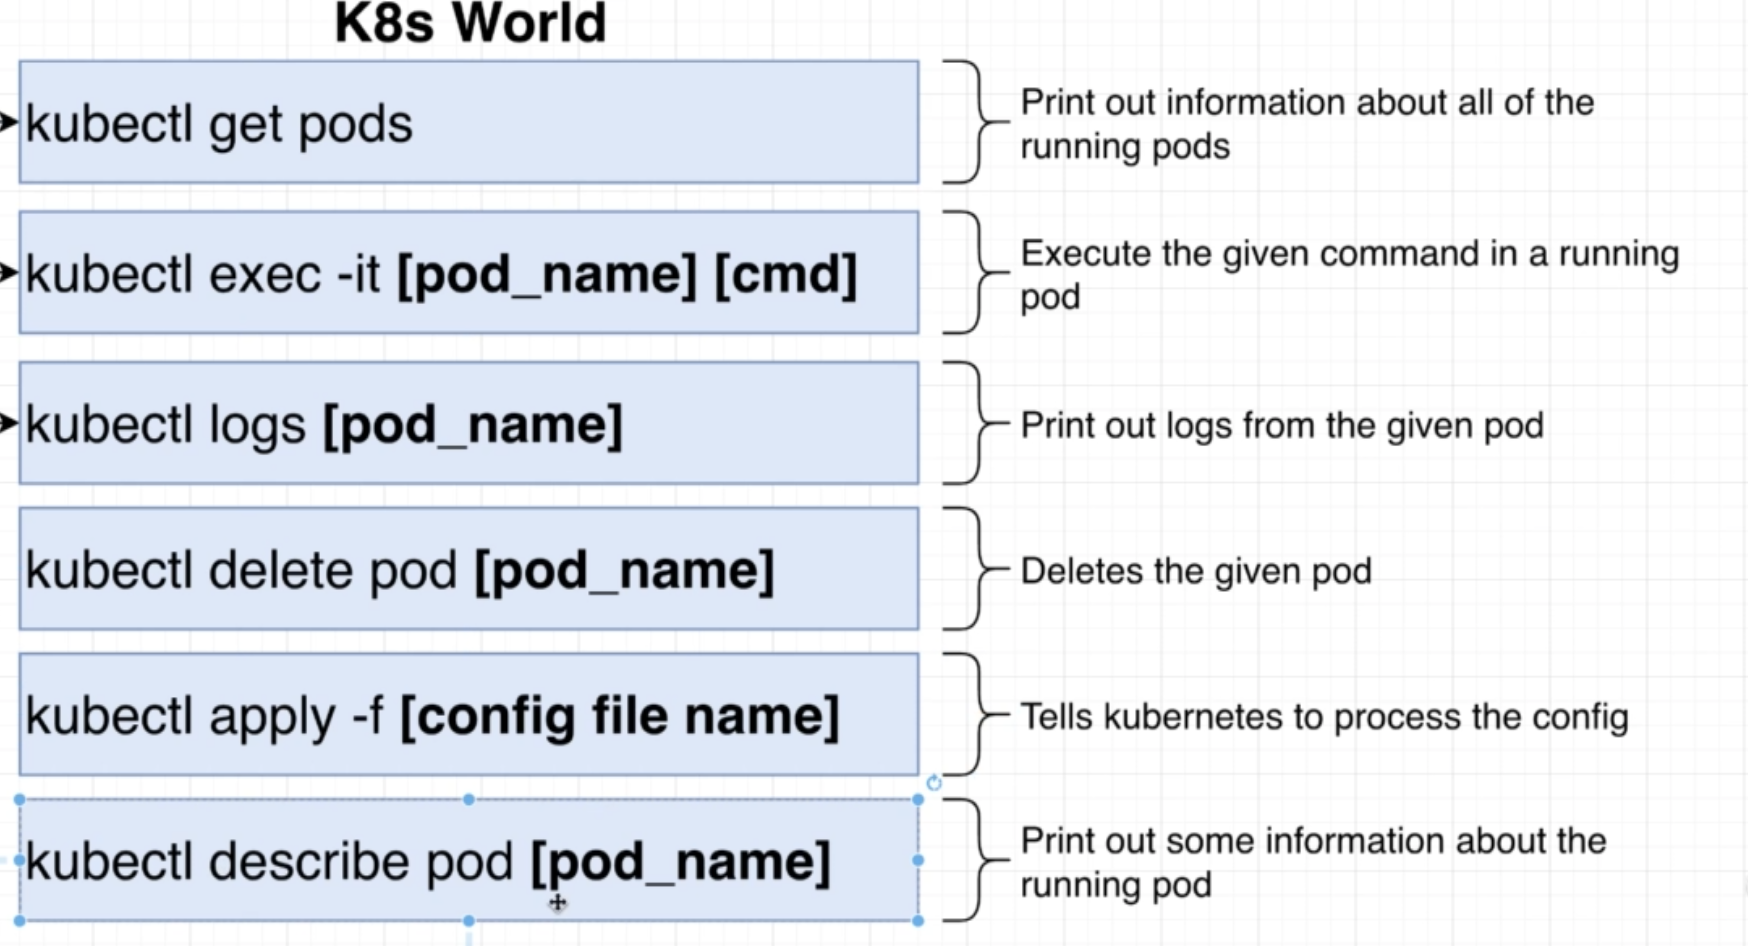 K8s World
kubectl get pods
Print out information about all of the
running pods
kubectl exec -it [pod_name] [cmd]
Execute the given command in a running
pod
kubectl logs [pod_name]
Print out logs from the given pod
kubectl delete pod [pod_name]
Deletes the given pod
kubectl apply -f [config file name]
Tells kubernetes to process the config
kubectl describe pod [pod_name]
Print out some information about the
running pod